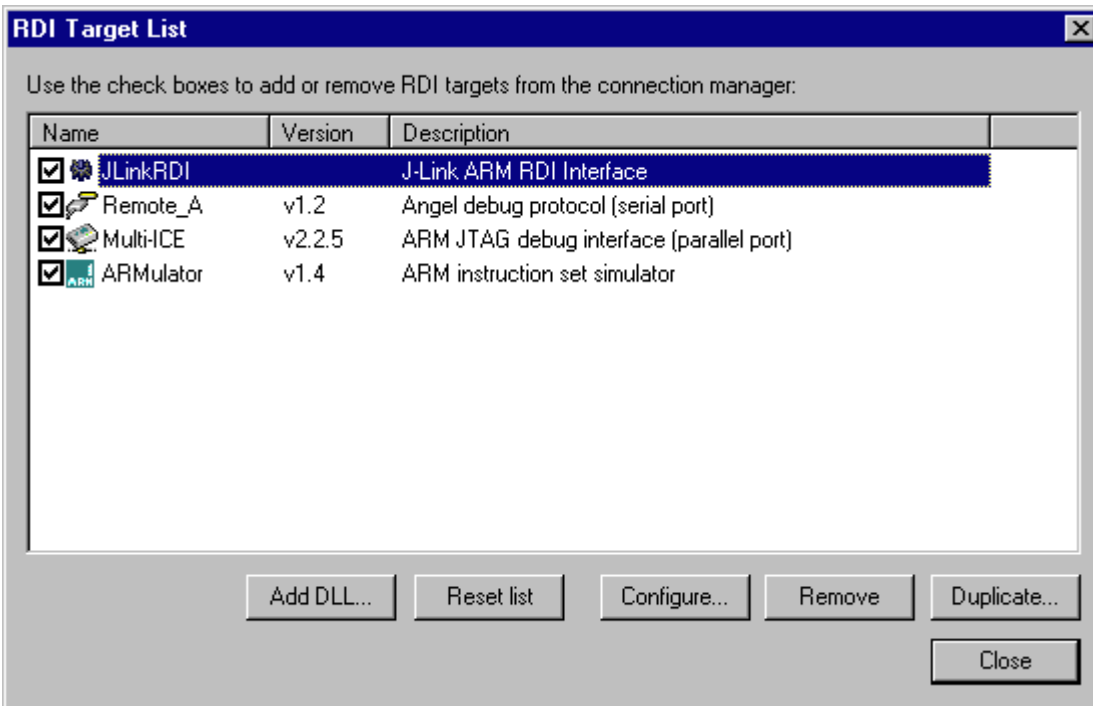 RDI Target List
Use the check boxes to add or remove RDI targets from the connection manager:
Name Version Description
JLinkRDI J-Link ARM RDI Interface
Remote_A v1.2 Angel debug protocol (serial port)
Multi-ICE v2.2.5 ARM JTAG debug interface (parallel port)
ARM ARMulator v1.4 ARM instruction set simulator
Add DLL... Reset list Configure... Remove Duplicate...
Close